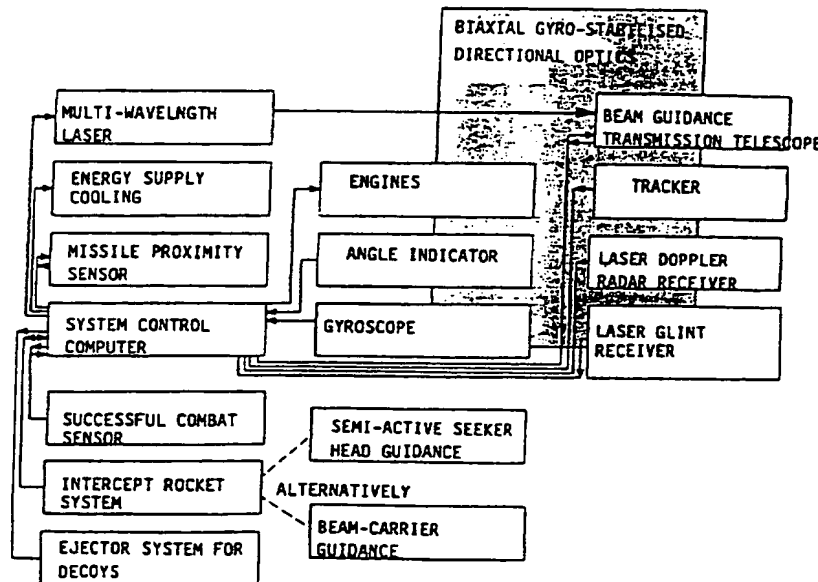 BIAXIAL GYRO-STABILISED
DIRECTIONAL OPTICS
MULTI-WAVELNGTH
LASER
BEAM GUIDANCE
TRANSMISSION TELESCOPE
ENERGY SUPPLY
COOLING
ENGINES
TRACKER
MISSILE PROXIMITY
SENSOR
ANGLE INDICATOR
LASER DOPPLER
RADAR RECEIVER
SYSTEM CONTROL
COMPUTER
GYROSCOPE
LASER GLINT
RECEIVER
SUCCESSFUL COMBAT
SENSOR
SEMI-ACTIVE SEEKER
HEAD GUIDANCE
INTERCEPT ROCKET
SYSTEM
ALTERNATIVELY
BEAM-CARRIER
GUIDANCE
EJECTOR SYSTEM FOR
DECOYS